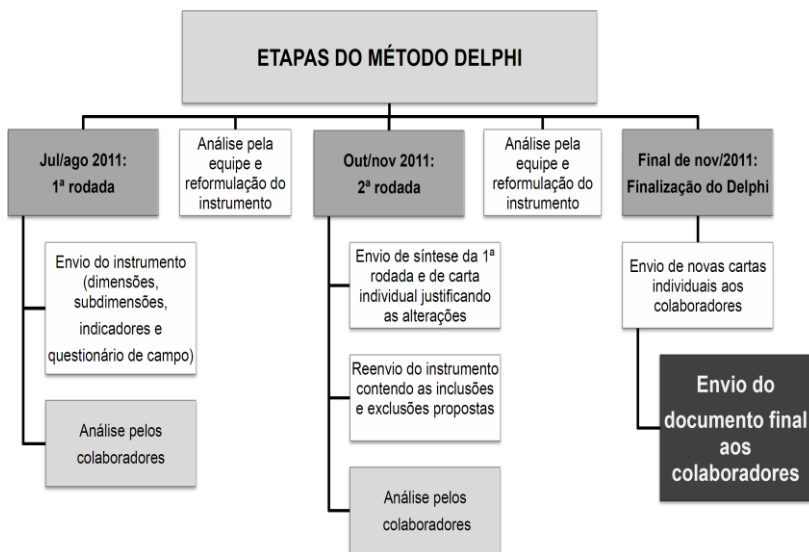 ETAPAS DO MÉTODO DELPHI
Jul/ago 2011:
1ª rodada
Análise pela
equipe e
reformulação do
instrumento
Out/nov 2011:
2ª rodada
Análise pela
equipe e
reformulação do
instrumento
Final de nov/2011:
Finalização do Delphi
Envio do instrumento
(dimensões,
subdimensões,
indicadores e
questionário de campo)
Análise pelos
colaboradores
Envio de síntese da 1ª
rodada e de carta
individual justificando
as alterações
Reenvio do instrumento
contendo as inclusões
e exclusões propostas
Análise pelos
colaboradores
Envio de novas cartas
individuais aos
colaboradores
Envio do
documento final
aos
colaboradores